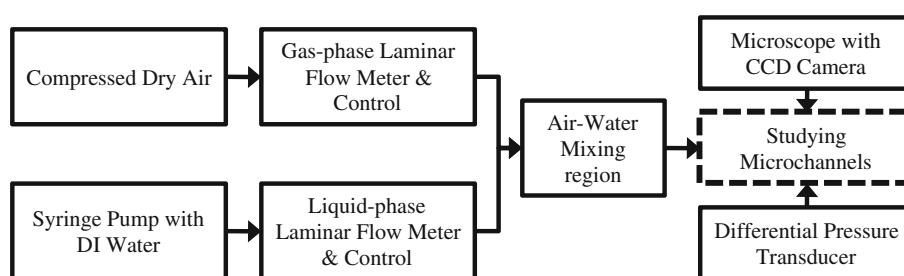 Compressed Dry Air
Gas-phase Laminar
Flow Meter &
Control
Syringe Pump with
DI Water
Liquid-phase
Laminar Flow Meter
& Control
Air-Water
Mixing
region
Microscope with
CCD Camera
Studying
Microchannels
Differential Pressure
Transducer